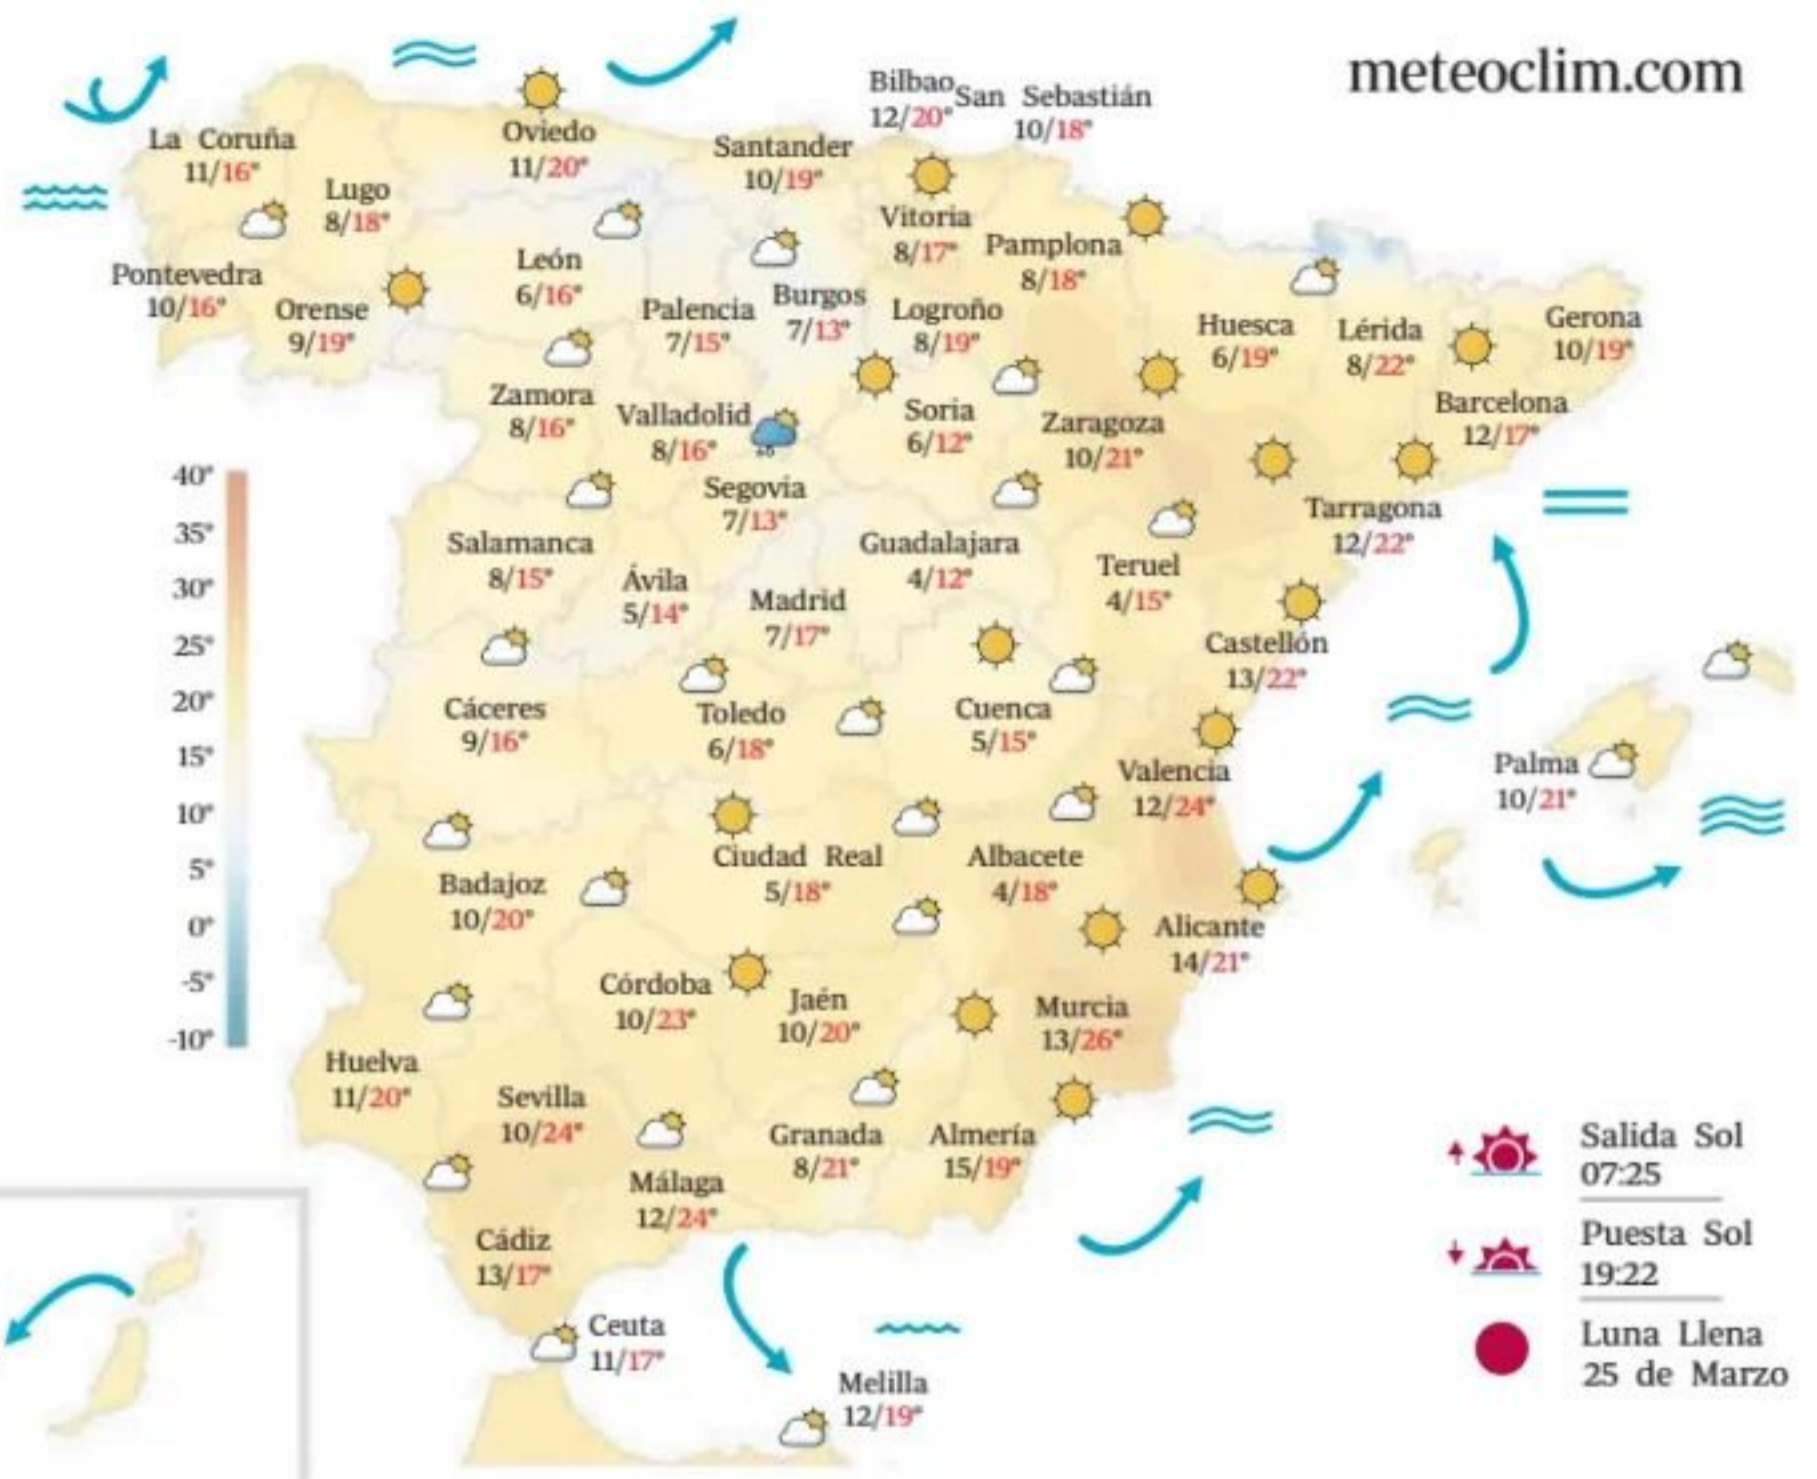 meteoclim.com
Bilbao
12/20°
San Sebastián
10/18°
La Coruña
11/16°
Oviedo
11/20°
Santander
10/19°
Lugo
8/18°
Vitoria
8/17°
Pamplona
8/18°
Pontevedra
10/16°
Orense
9/19°
León
6/16°
Palencia
7/15°
Burgos
7/13°
Logroño
8/19°
Huesca
6/19°
Lérida
8/22°
Gerona
10/19°
Zamora
8/16°
Valladolid
8/16°
Soria
6/12°
Zaragoza
10/21°
Barcelona
12/17°
Segovia
7/13°
Tarragona
12/22°
Salamanca
8/15°
Ávila
5/14°
Madrid
7/17°
Guadalajara
4/12°
Teruel
4/15°
Castellón
13/22°
Cáceres
9/16°
Toledo
6/18°
Cuenca
5/15°
Valencia
12/24°
Palma
10/21°
Badajoz
10/20°
Ciudad Real
5/18°
Albacete
4/18°
Alicante
14/21°
Córdoba
10/23°
Jaén
10/20°
Murcia
13/26°
Huelva
11/20°
Sevilla
10/24°
Málaga
12/24°
Granada
8/21°
Almería
15/19°
Cádiz
13/17°
Ceuta
11/17°
Melilla
12/19°
40°
35°
30°
25°
20°
15°
10°
5°
0°
-5°
-10°
Salida Sol
07:25
Puesta Sol
19:22
Luna Llena
25 de Marzo